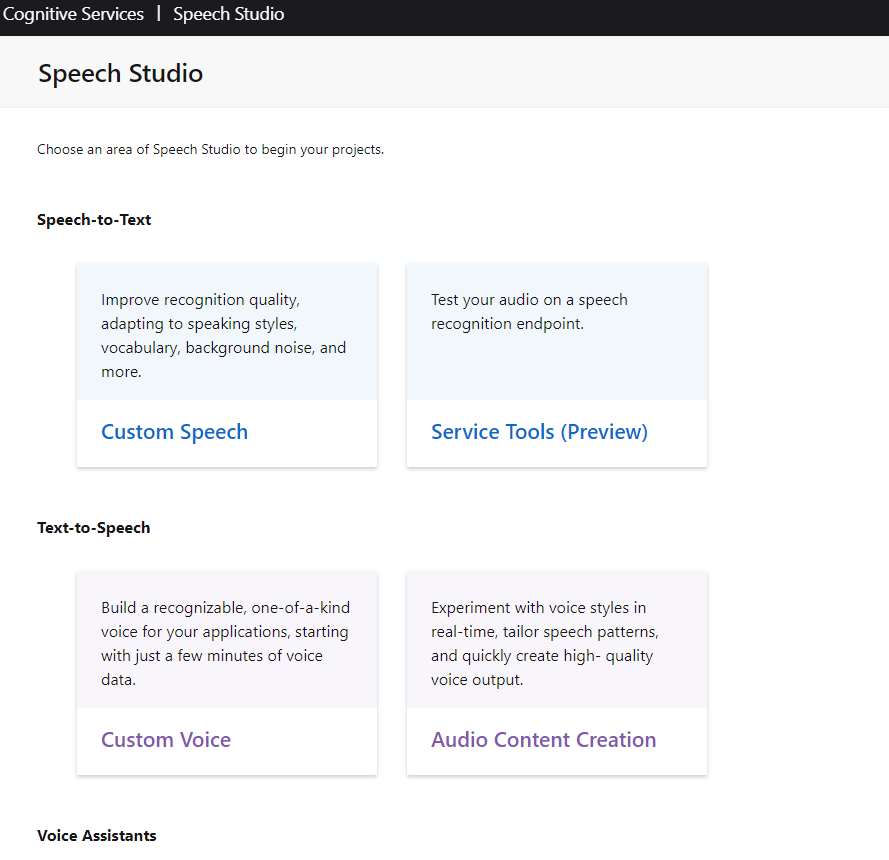 Cognitive Services | Speech Studio
Speech Studio
Choose an area of Speech Studio to begin your projects.
Speech-to-Text
Improve recognition quality,
adapting to speaking styles,
vocabulary, background noise, and
more.
Custom Speech
Test your audio on a speech
recognition endpoint.
Service Tools (Preview)
Text-to-Speech
Build a recognizable, one-of-a-kind
voice for your applications, starting
with just a few minutes of voice
data.
Custom Voice
Experiment with voice styles in
real-time, tailor speech patterns,
and quickly create high- quality
voice output.
Audio Content Creation
Voice Assistants